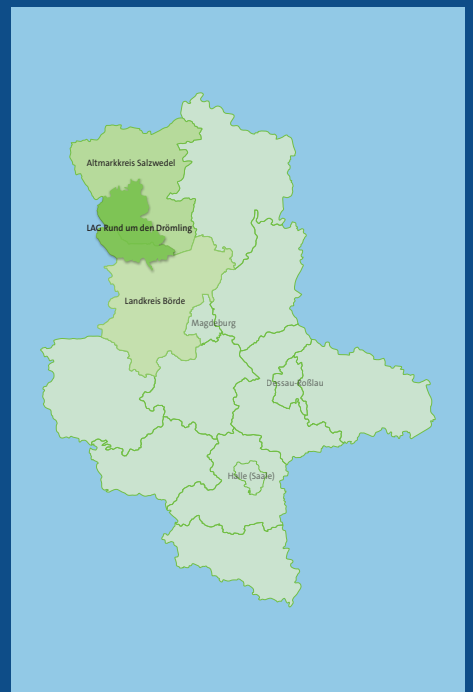 Altmarkkreis Salzwedel
LAG Rund um den Drömling
Landkreis Börde
Magdeburg
Dessau-Roßlau
Halle (Saale)